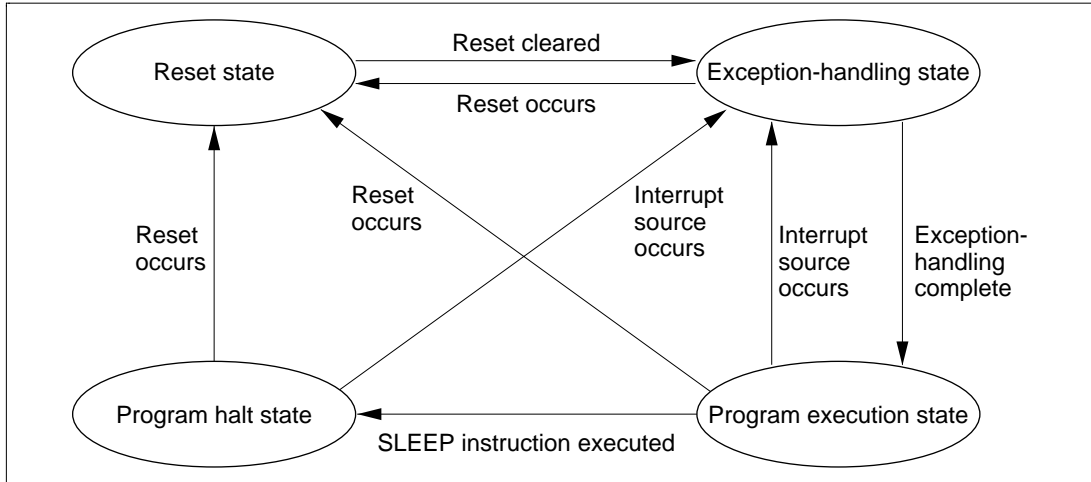 Reset cleared
Reset state
Exception-handling state
Reset occurs
Reset
occurs
Reset
occurs
Interrupt
source
occurs
Interrupt
source
occurs
Exception-
handling
complete
Program halt state
Program execution state
SLEEP instruction executed